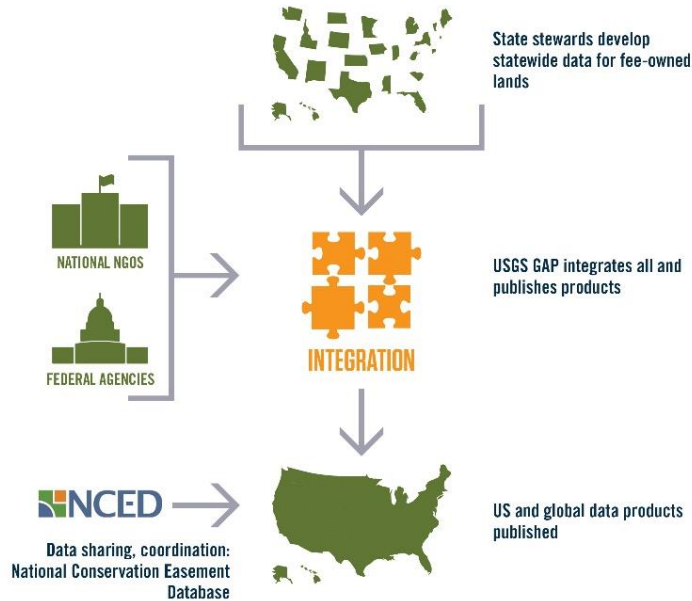 State stewards develop
statewide data for fee-owned
lands
NATIONAL NGOS
FEDERAL AGENCIES
INTEGRATION
USGS GAP integrates all and
publishes products
NCED
Data sharing, coordination:
National Conservation Easement
Database
US and global data products
published